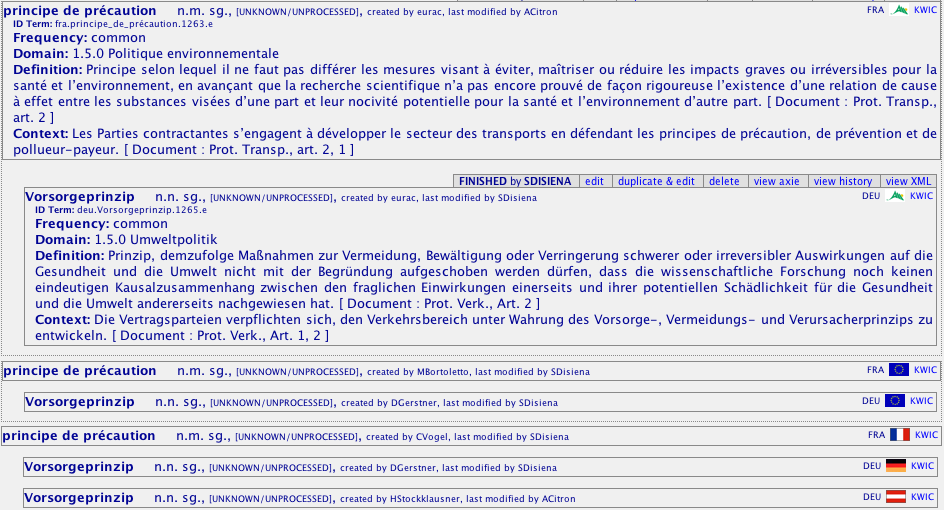 principe de précaution n.m. sg., [UNKNOWN/UNPROCESSED], created by eurac, last modified by ACitron FRA KWIC
ID Term: fra.principe_de_précaution.1263.e
Frequency: common
Domain: 1.5.0 Politique environnementale
Definition: Principe selon lequel il ne faut pas différer les mesures visant à éviter, maîtriser ou réduire les impacts graves ou irréversibles pour la
santé et l’environnement, en avançant que la recherche scientifique n’a pas encore prouvé de façon rigoureuse l’existence d’une relation de cause
à effet entre les substances visées d’une part et leur nocivité potentielle pour la santé et l’environnement d’autre part. [ Document : Prot. Transp.,
art. 2 ]
Context: Les Parties contractantes s’engagent à développer le secteur des transports en défendant les principes de précaution, de prévention et de
pollueur-payeur. [ Document : Prot. Transp., art. 2, 1 ]
FINISHED by SDISIENA edit duplicate & edit delete view axie view history view XML
Vorsorgeprinzip n.n. sg., [UNKNOWN/UNPROCESSED], created by eurac, last modified by SDisiena DEU KWIC
ID Term: deu.Vorsorgeprinzip.1265.e
Frequency: common
Domain: 1.5.0 Umweltpolitik
Definition: Prinzip, demzufolge Maßnahmen zur Vermeidung, Bewältigung oder Verringerung schwerer oder irreversibler Auswirkungen auf die
Gesundheit und die Umwelt nicht mit der Begründung aufgeschoben werden dürfen, dass die wissenschaftliche Forschung noch keinen
eindeutigen Kausalzusammenhang zwischen den fraglichen Einwirkungen einerseits und ihrer potentiellen Schädlichkeit für die Gesundheit
und die Umwelt andererseits nachgewiesen hat. [ Document : Prot. Verk., Art. 2 ]
Context: Die Vertragsparteien verpflichten sich, den Verkehrsbereich unter Wahrung des Vorsorge-, Vermeidungs- und Verursacherprinzips zu
entwickeln. [ Document : Prot. Verk., Art. 1, 2 ]
principe de précaution n.m. sg., [UNKNOWN/UNPROCESSED], created by MBortoletto, last modified by SDisiena FRA KWIC
Vorsorgeprinzip n.n. sg., [UNKNOWN/UNPROCESSED], created by DGerstner, last modified by SDisiena DEU KWIC
principe de précaution n.m. sg., [UNKNOWN/UNPROCESSED], created by CVogel, last modified by SDisiena FRA KWIC
Vorsorgeprinzip n.n. sg., [UNKNOWN/UNPROCESSED], created by DGerstner, last modified by SDisiena DEU KWIC
Vorsorgeprinzip n.n. sg., [UNKNOWN/UNPROCESSED], created by HStockklausner, last modified by ACitron DEU KWIC